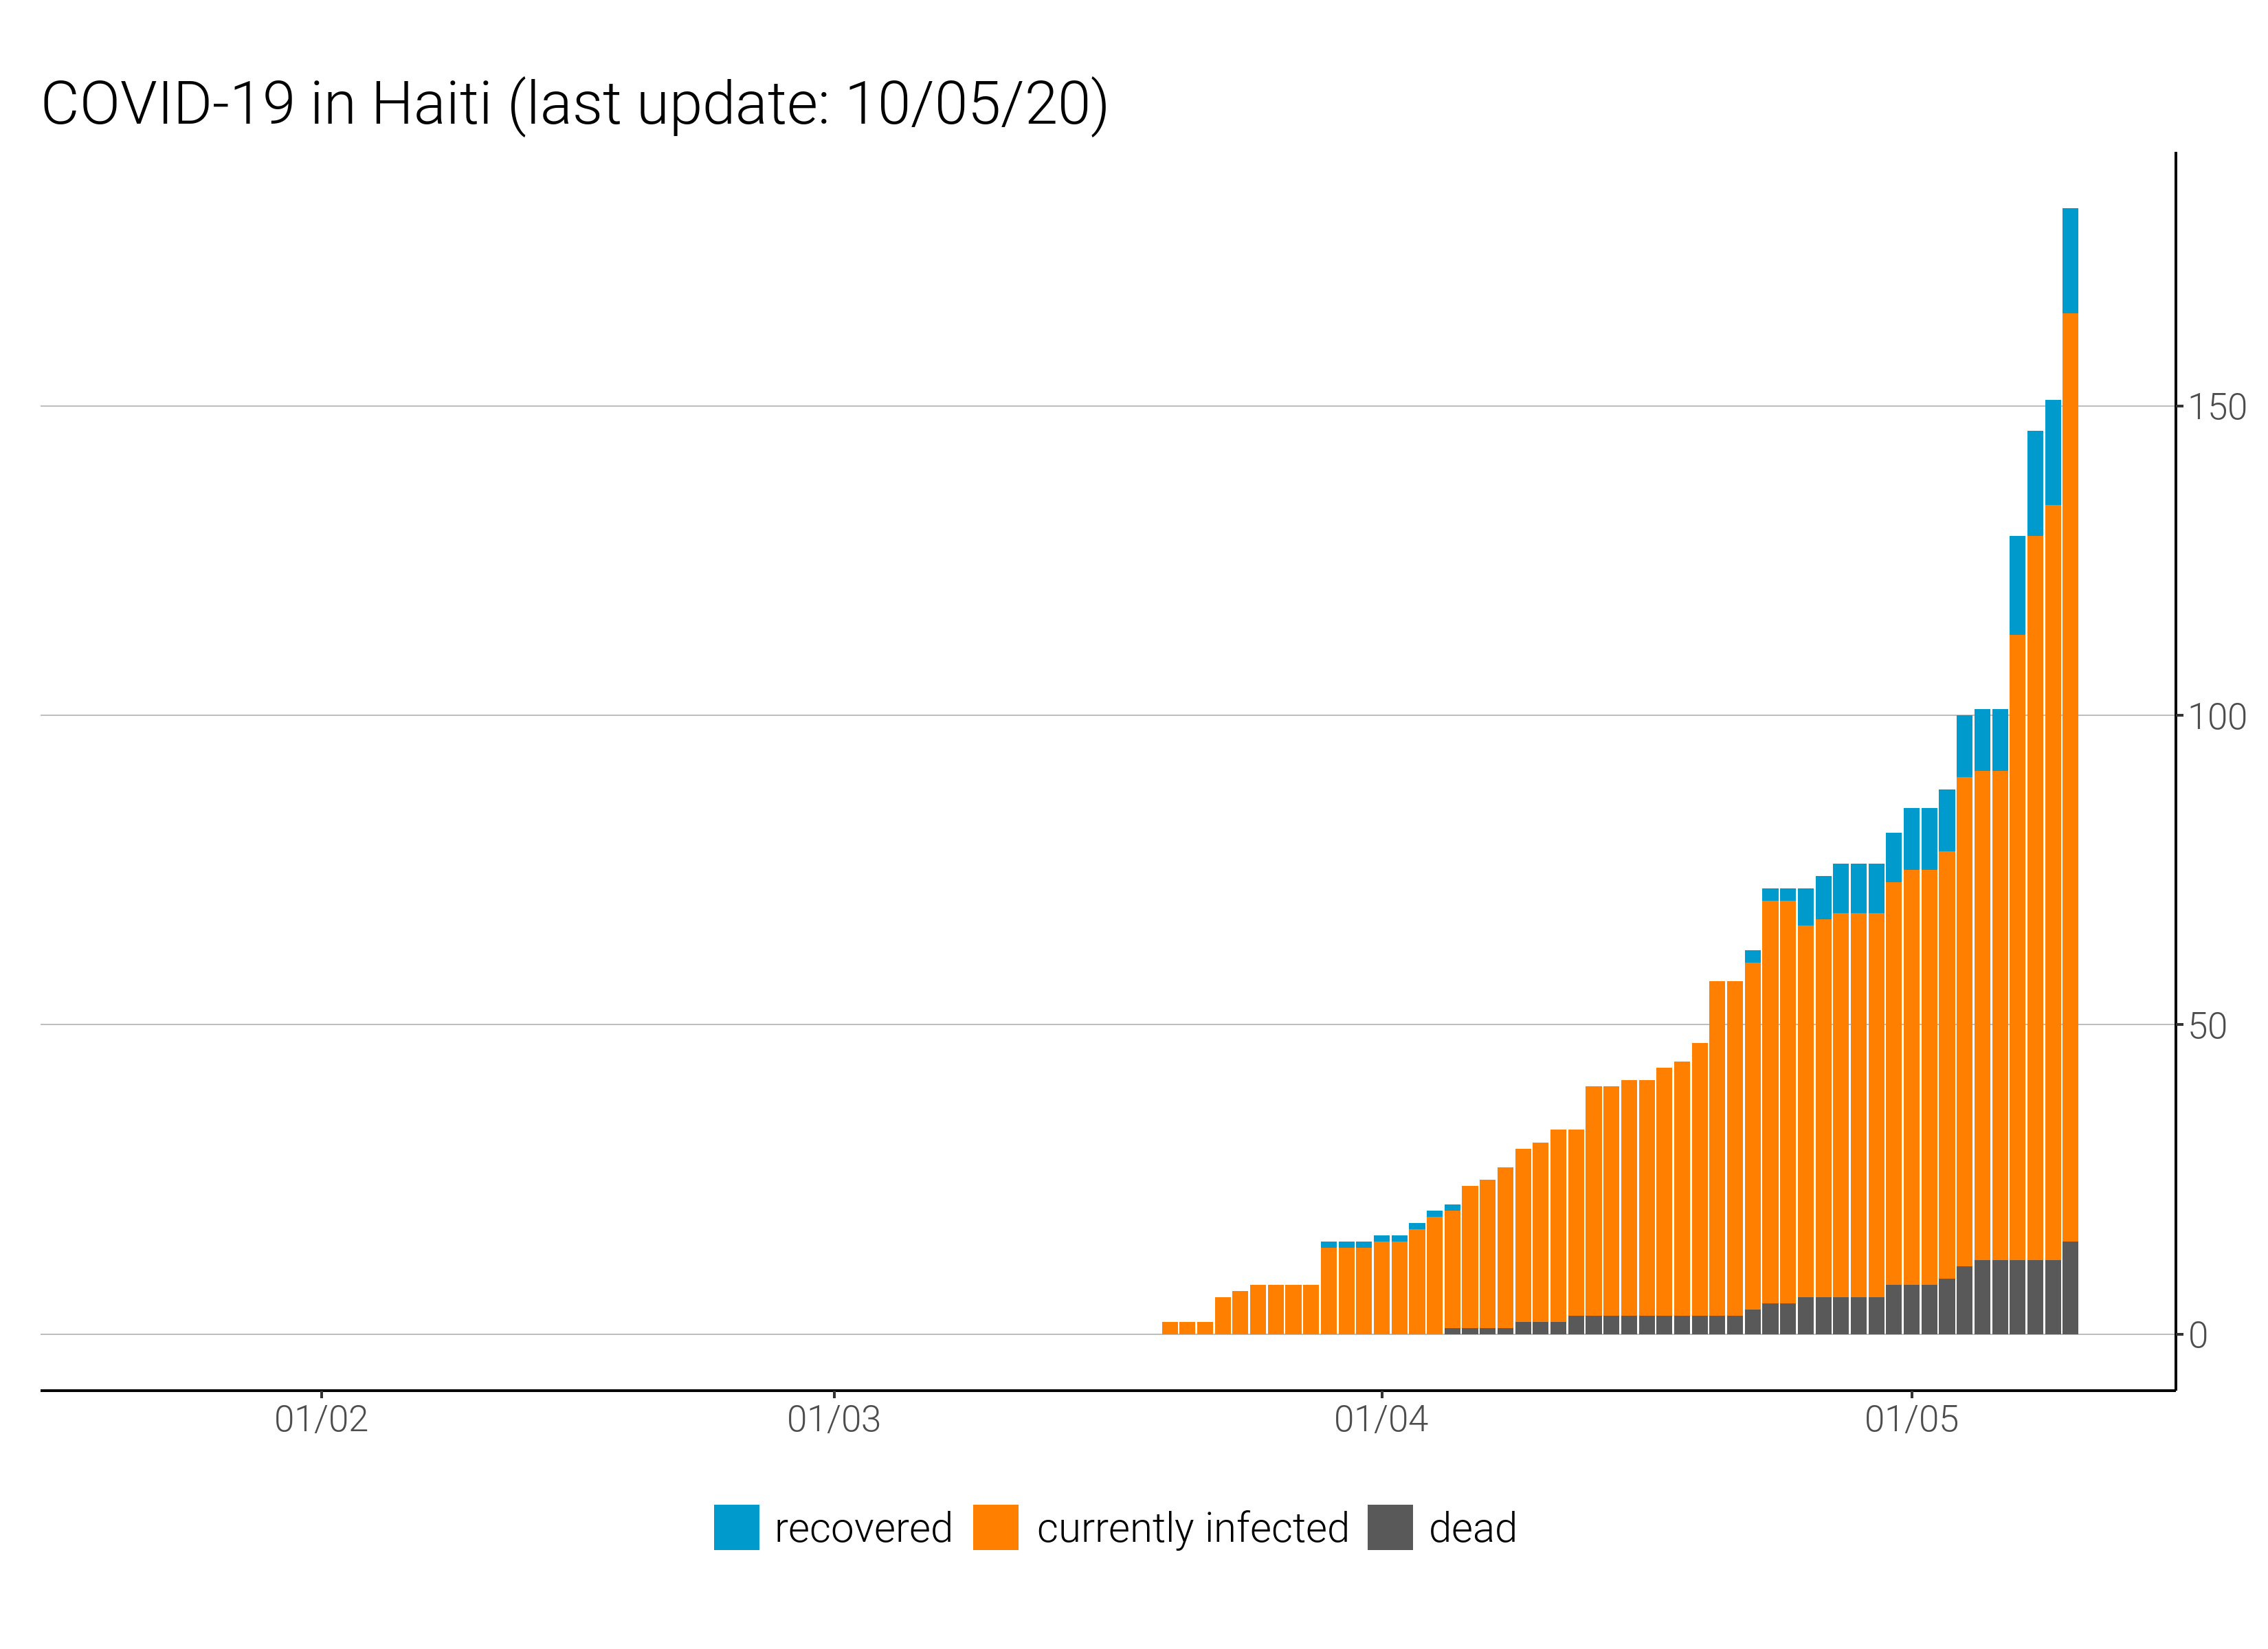 COVID-19 in Haiti (last update: 10/05/20)
150
100
50
0
01/02 01/03 01/04 01/05
recovered currently infected dead